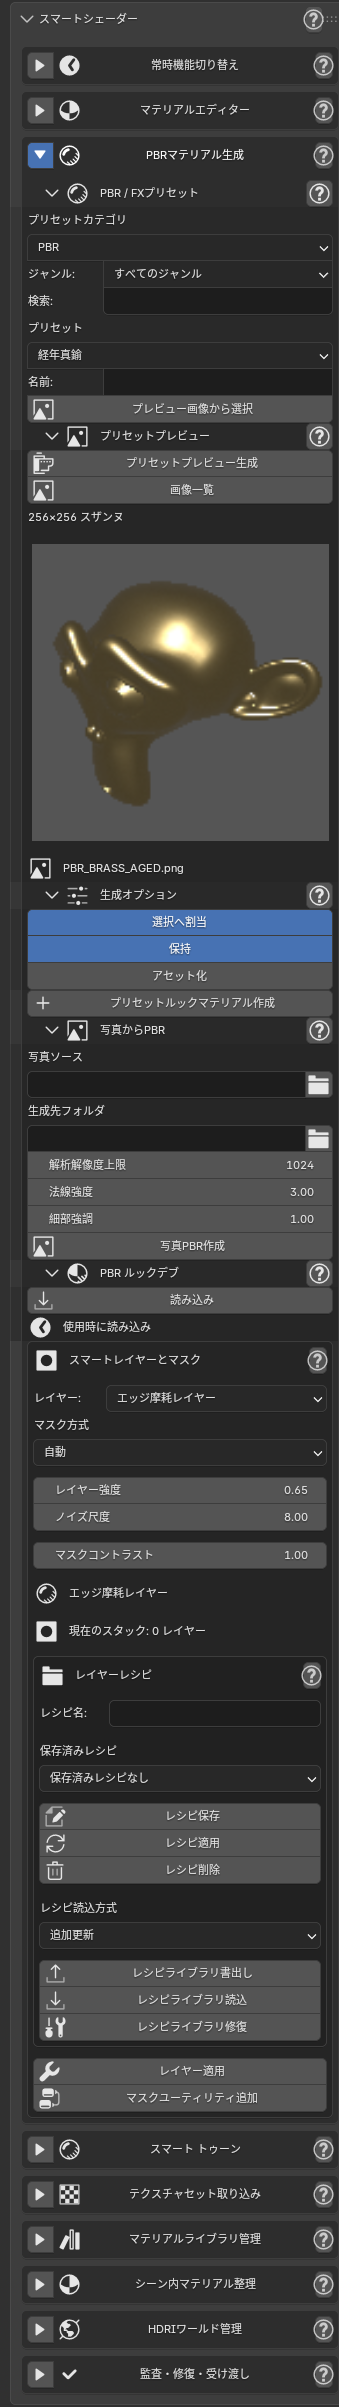 スマートシェーダー
常時機能切り替え
マテリアルエディター
PBRマテリアル生成
PBR / FXプリセット
プリセットカテゴリ
PBR
ジャンル: すべてのジャンル
検索:
プリセット
経年真鍮
名前:
プレビュー画像から選択
プリセットプレビュー
プリセットプレビュー生成
画像一覧
256×256 スザンヌ
PBR_BRASS_AGED.png
生成オプション
選択へ割当
保持
アセット化
プリセットルックマテリアル作成
写真からPBR
写真ソース
生成先フォルダ
解析解像度上限 1024
法線強度 3.00
細部強調 1.00
写真PBR作成
PBR ルックデブ
読み込み
使用時に読み込み
スマートレイヤーとマスク
レイヤー: エッジ摩耗レイヤー
マスク方式
自動
レイヤー強度 0.65
ノイズ尺度 8.00
マスクコントラスト 1.00
エッジ摩耗レイヤー
現在のスタック: 0 レイヤー
レイヤーレシピ
レシピ名:
保存済みレシピ
保存済みレシピなし
レシピ保存
レシピ適用
レシピ削除
レシピ読込方式
追加更新
レシピライブラリ書出し
レシピライブラリ読込
レシピライブラリ修復
レイヤー適用
マスクユーティリティ追加
スマート トゥーン
テクスチャセット取り込み
マテリアルライブラリ管理
シーン内マテリアル整理
HDRIワールド管理
監査・修復・受け渡し